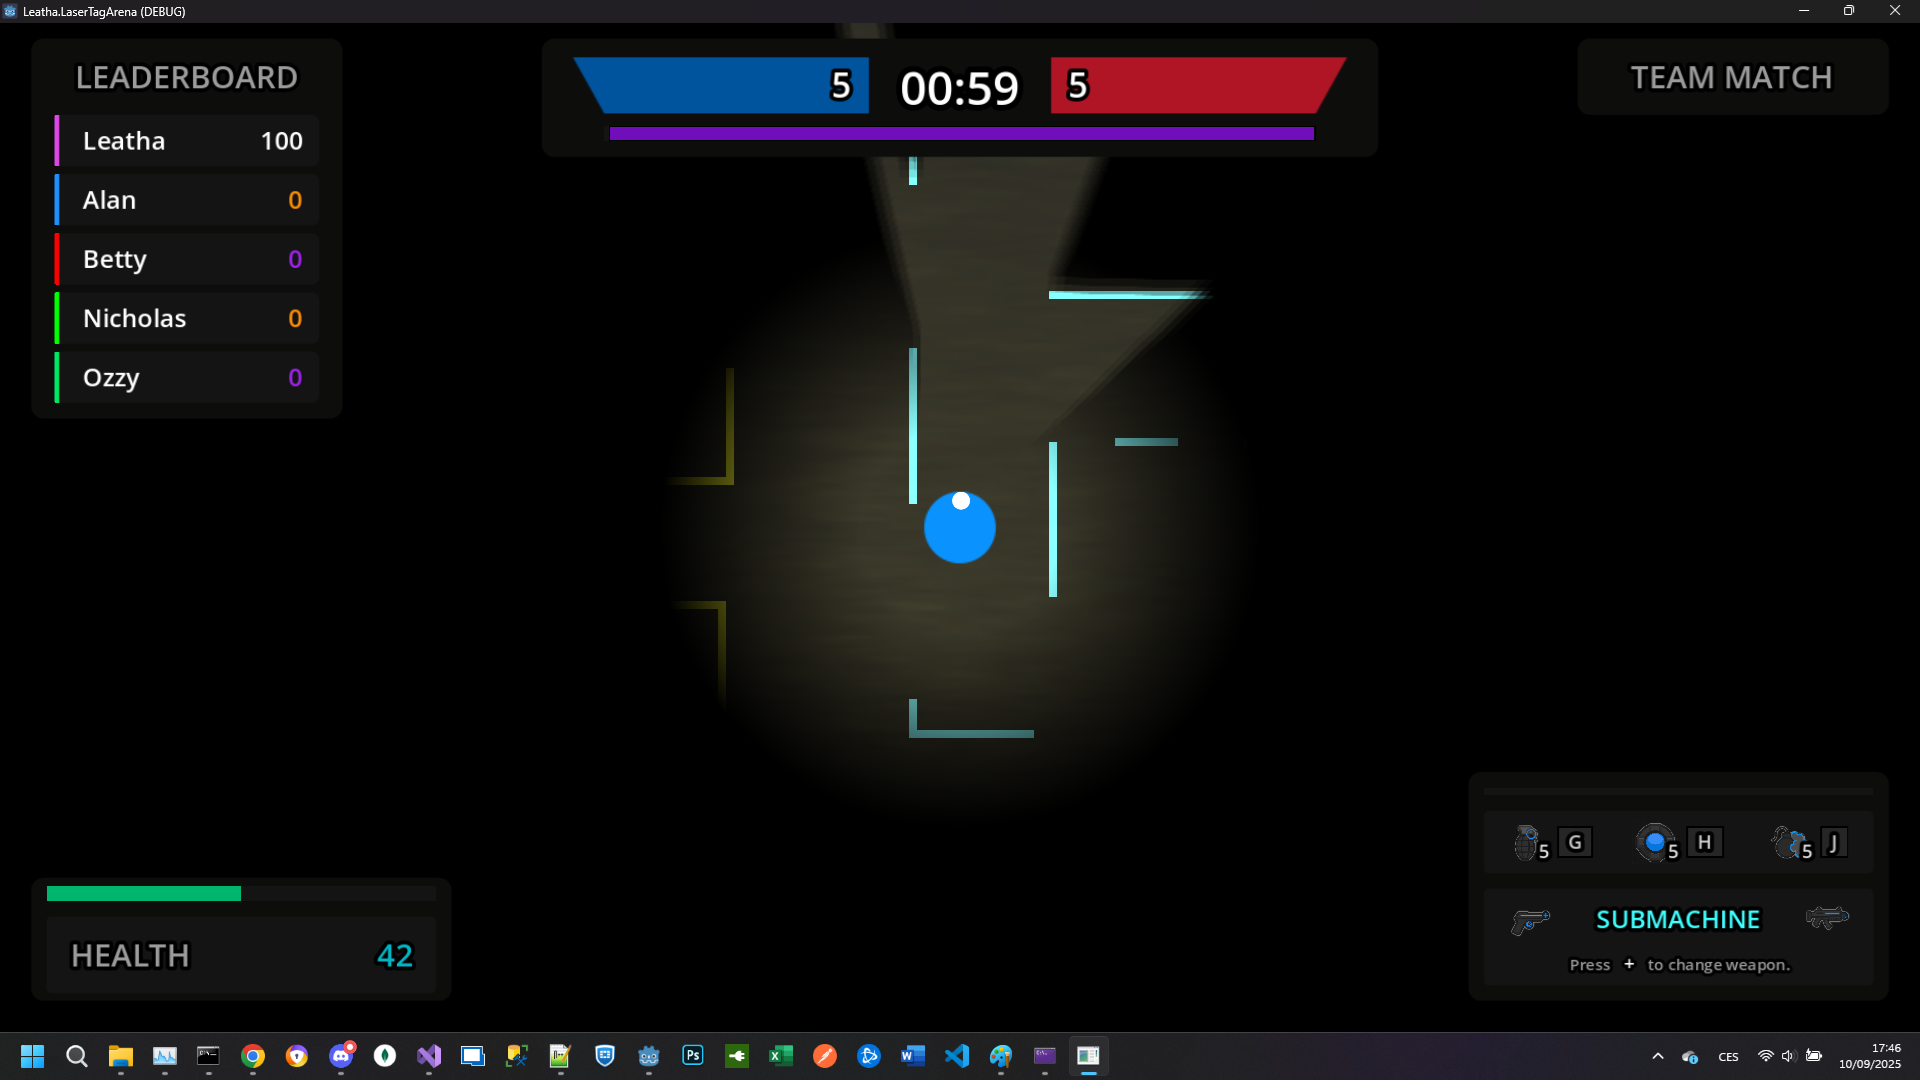 Leatha.LaserTagArena (DEBUG)
LEADERBOARD
Leatha 100
Alan 0
Betty 0
Nicholas 0
Ozzy 0
5 00:59 5
TEAM MATCH
HEALTH 42
5 G 5 H 5 J
SUBMACHINE
Press + to change weapon.
Ps
W
CES
17:46
10/09/2025